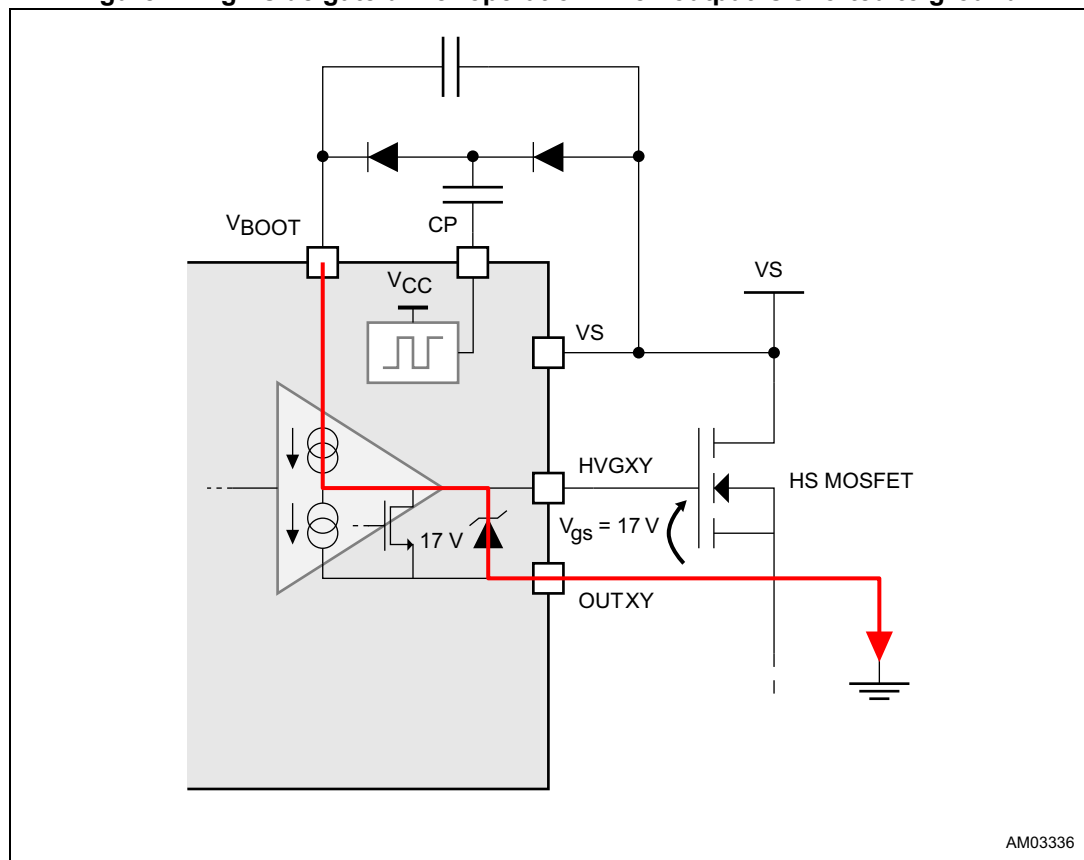 VBOOT
CP
VCC
VS
VS
HVGXY
HS MOSFET
Vgs = 17 V
17 V
OUTXY
AM03336